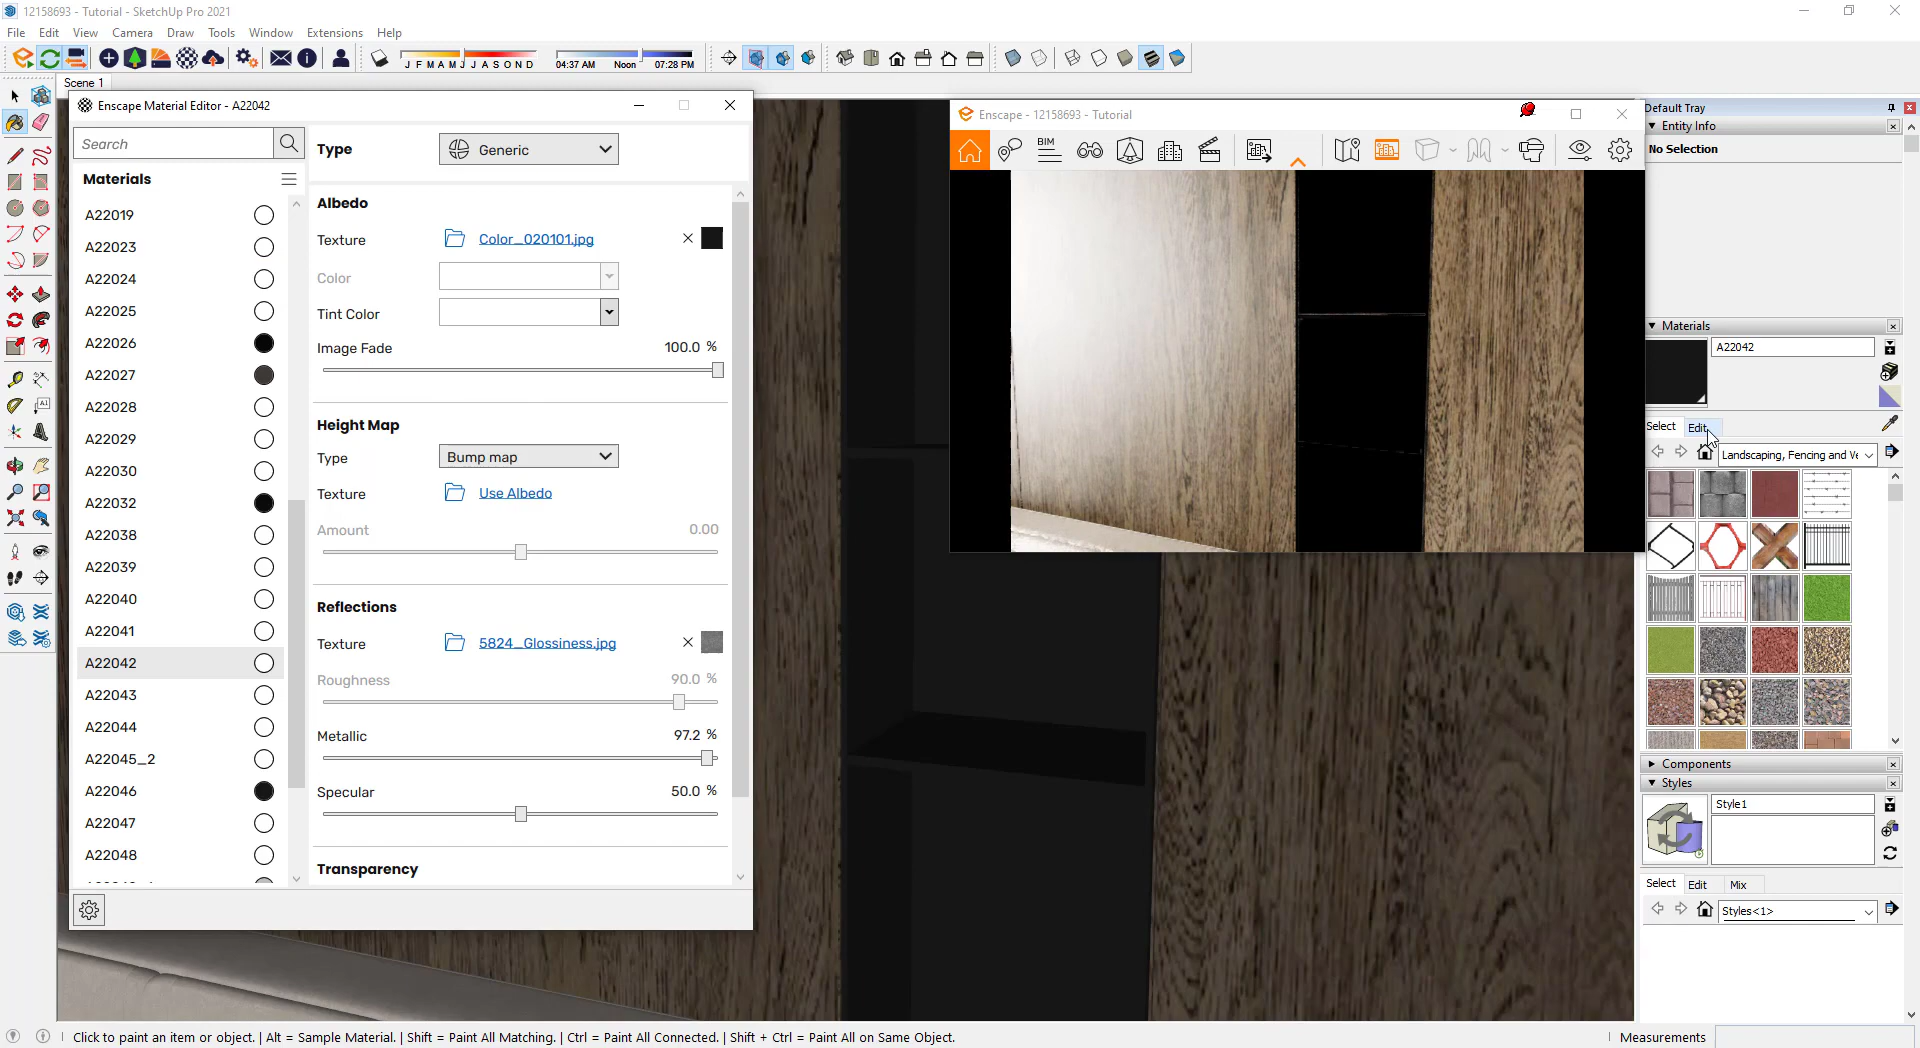 12158693 - Tutorial - SketchUp Pro 2021
File Edit View Camera Draw Tools Window Extensions Help
J F M A M J J A S O N D
04:37 AM Noon 07:28 PM
Scene 1
Enscape Material Editor - A22042
Search
Materials
A22019
A22023
A22024
A22025
A22026
A22027
A22028
A22029
A22030
A22032
A22038
A22039
A22040
A22041
A22042
A22043
A22044
A22045_2
A22046
A22047
A22048
Type Generic
Albedo
Texture Color_020101.jpg
Color
Tint Color
Image Fade 100.0 %
Height Map
Type Bump map
Texture Use Albedo
Amount 0.00
Reflections
Texture 5824_Glossiness.jpg
Roughness 90.0 %
Metallic 97.2 %
Specular 50.0 %
Transparency
Enscape - 12158693 - Tutorial
BIM
Default Tray
Entity Info
No Selection
Materials
A22042
Select Edit
Landscaping, Fencing and Ve
Components
Styles
Style1
Select Edit Mix
Styles<1>
Click to paint an item or object. | Alt = Sample Material. | Shift = Paint All Matching. | Ctrl = Paint All Connected. | Shift + Ctrl = Paint All on Same Object.
Measurements